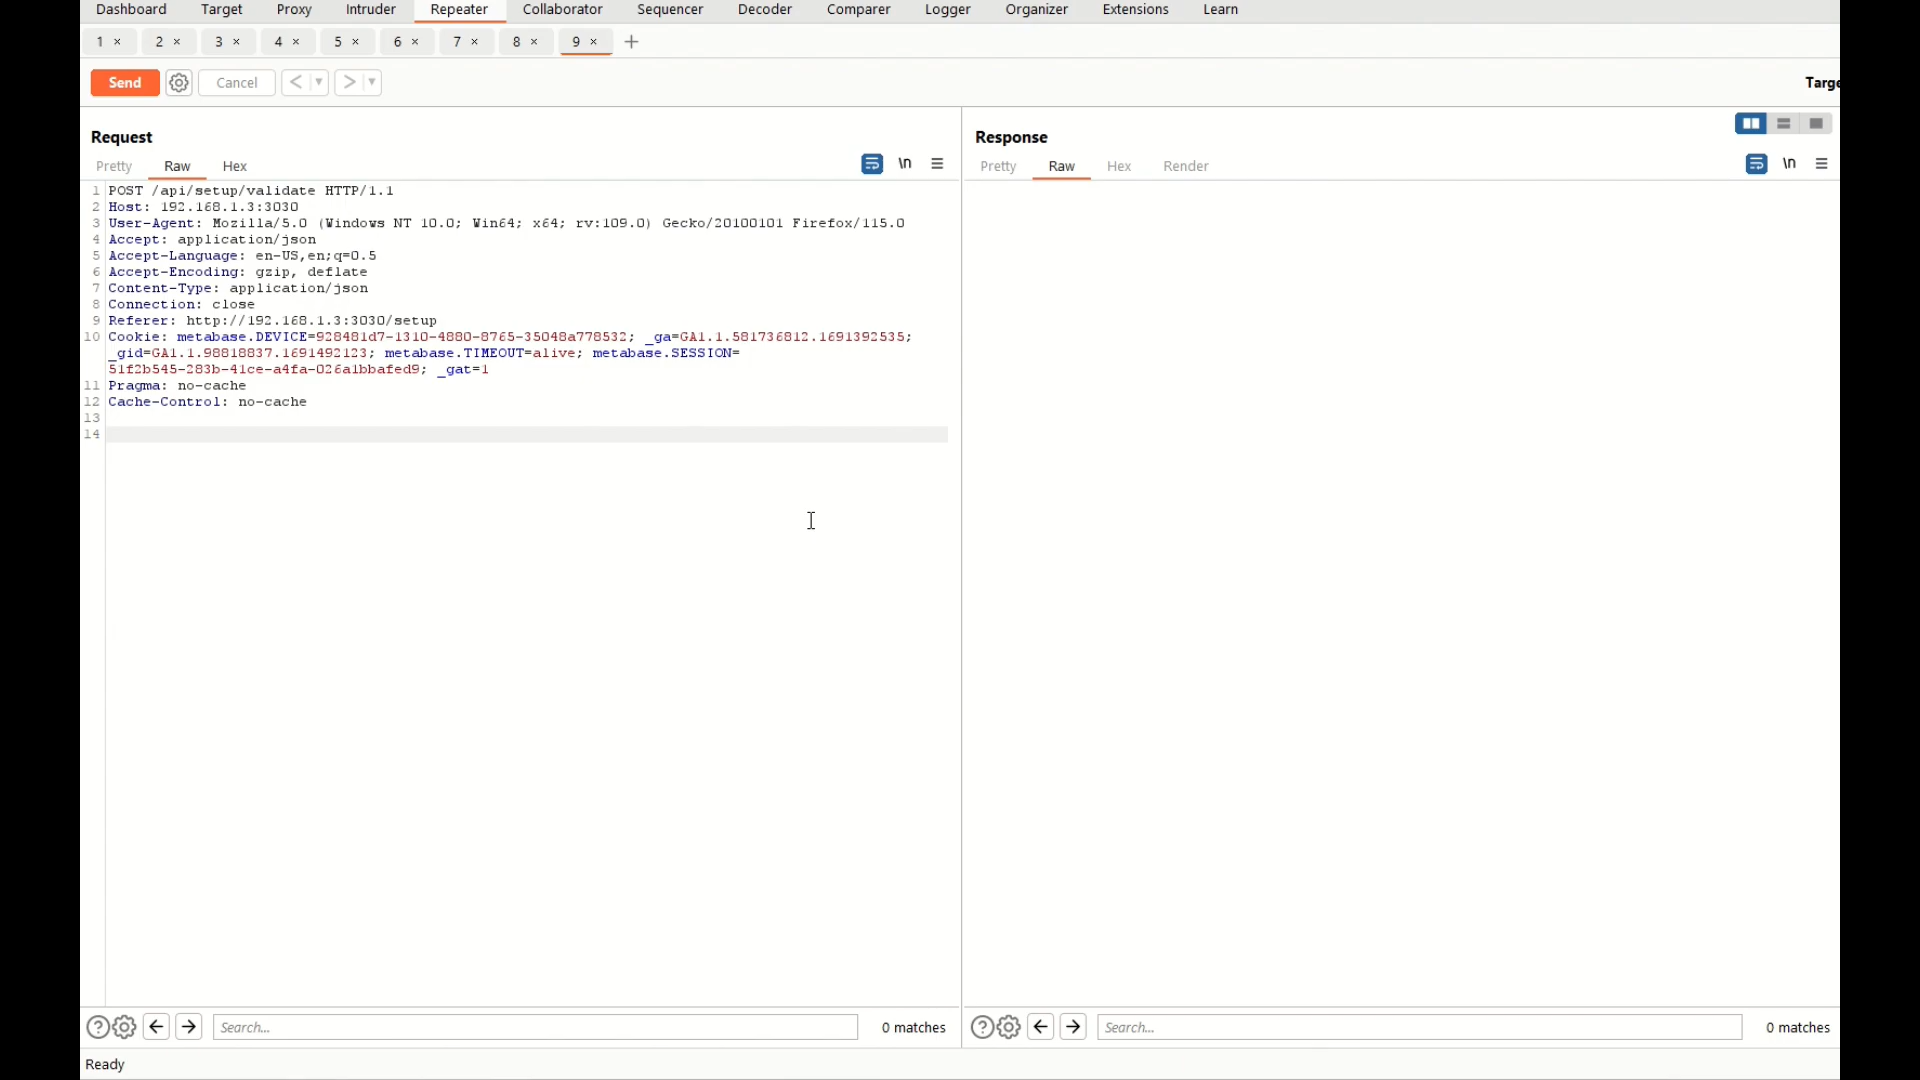 Dashboard Target Proxy Intruder Repeater Collaborator Sequencer Decoder Comparer Logger Organizer Extensions Learn
1 × 2 × 3 × 4 × 5 × 6 × 7 × 8 × 9 × +
Send Cancel < > Targe
Request
Pretty Raw Hex \n
1 POST /api/setup/validate HTTP/1.1
2 Host: 192.168.1.3:3030
3 User-Agent: Mozilla/5.0 (Windows NT 10.0; Win64; x64; rv:109.0) Gecko/20100101 Firefox/115.0
4 Accept: application/json
5 Accept-Language: en-US,en;q=0.5
6 Accept-Encoding: gzip, deflate
7 Content-Type: application/json
8 Connection: close
9 Referer: http://192.168.1.3:3030/setup
10 Cookie: metabase.DEVICE=928481d7-1310-4880-8765-35048a778532; _ga=GA1.1.581736812.1691392535;
_gid=GA1.1.98818837.1691492123; metabase.TIMEOUT=alive; metabase.SESSION=
51f2b545-283b-41ce-a4fa-026a1bbafed9; _gat=1
11 Pragma: no-cache
12 Cache-Control: no-cache
13
14
Search... 0 matches
Response
Pretty Raw Hex Render \n
Search... 0 matches
Ready